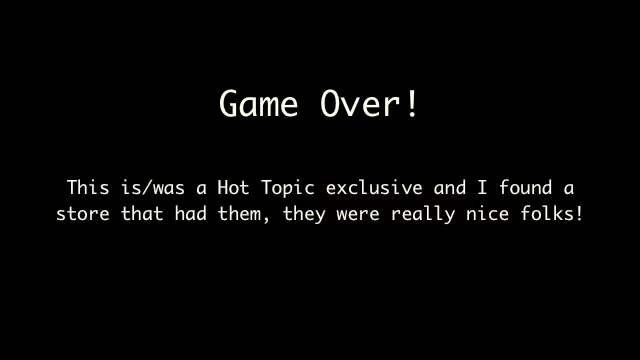 Game Over!
This is/was a Hot Topic exclusive and I found a
store that had them, they were really nice folks!